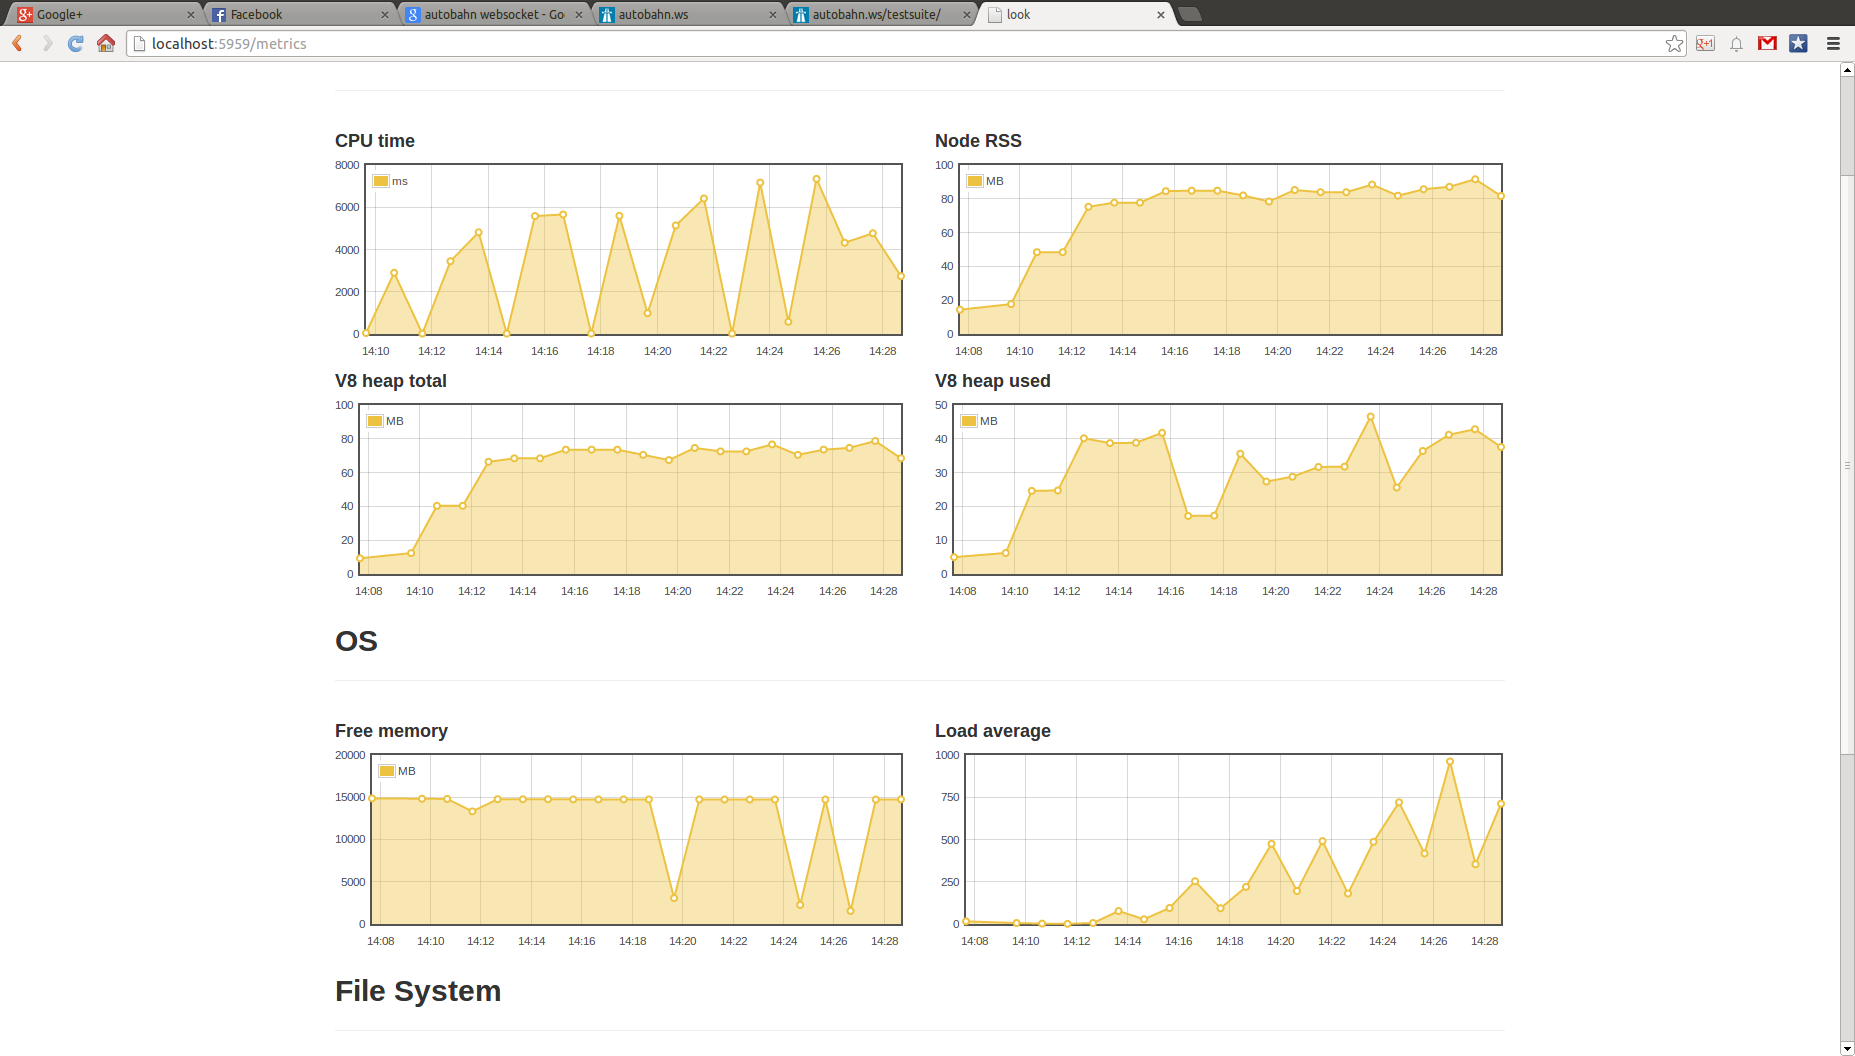 Google+ Facebook autobahn websocket - Go autobahn.ws autobahn.ws/testsuite/ look
localhost:5959/metrics
CPU time
8000
6000
4000
2000
0
ms
14:10 14:12 14:14 14:16 14:18 14:20 14:22 14:24 14:26 14:28
Node RSS
100
80
60
40
20
0
MB
14:08 14:10 14:12 14:14 14:16 14:18 14:20 14:22 14:24 14:26 14:28
V8 heap total
100
80
60
40
20
0
MB
14:08 14:10 14:12 14:14 14:16 14:18 14:20 14:22 14:24 14:26 14:28
V8 heap used
50
40
30
20
10
0
MB
14:08 14:10 14:12 14:14 14:16 14:18 14:20 14:22 14:24 14:26 14:28
OS
Free memory
20000
15000
10000
5000
0
MB
14:08 14:10 14:12 14:14 14:16 14:18 14:20 14:22 14:24 14:26 14:28
Load average
1000
750
500
250
0
14:08 14:10 14:12 14:14 14:16 14:18 14:20 14:22 14:24 14:26 14:28
File System